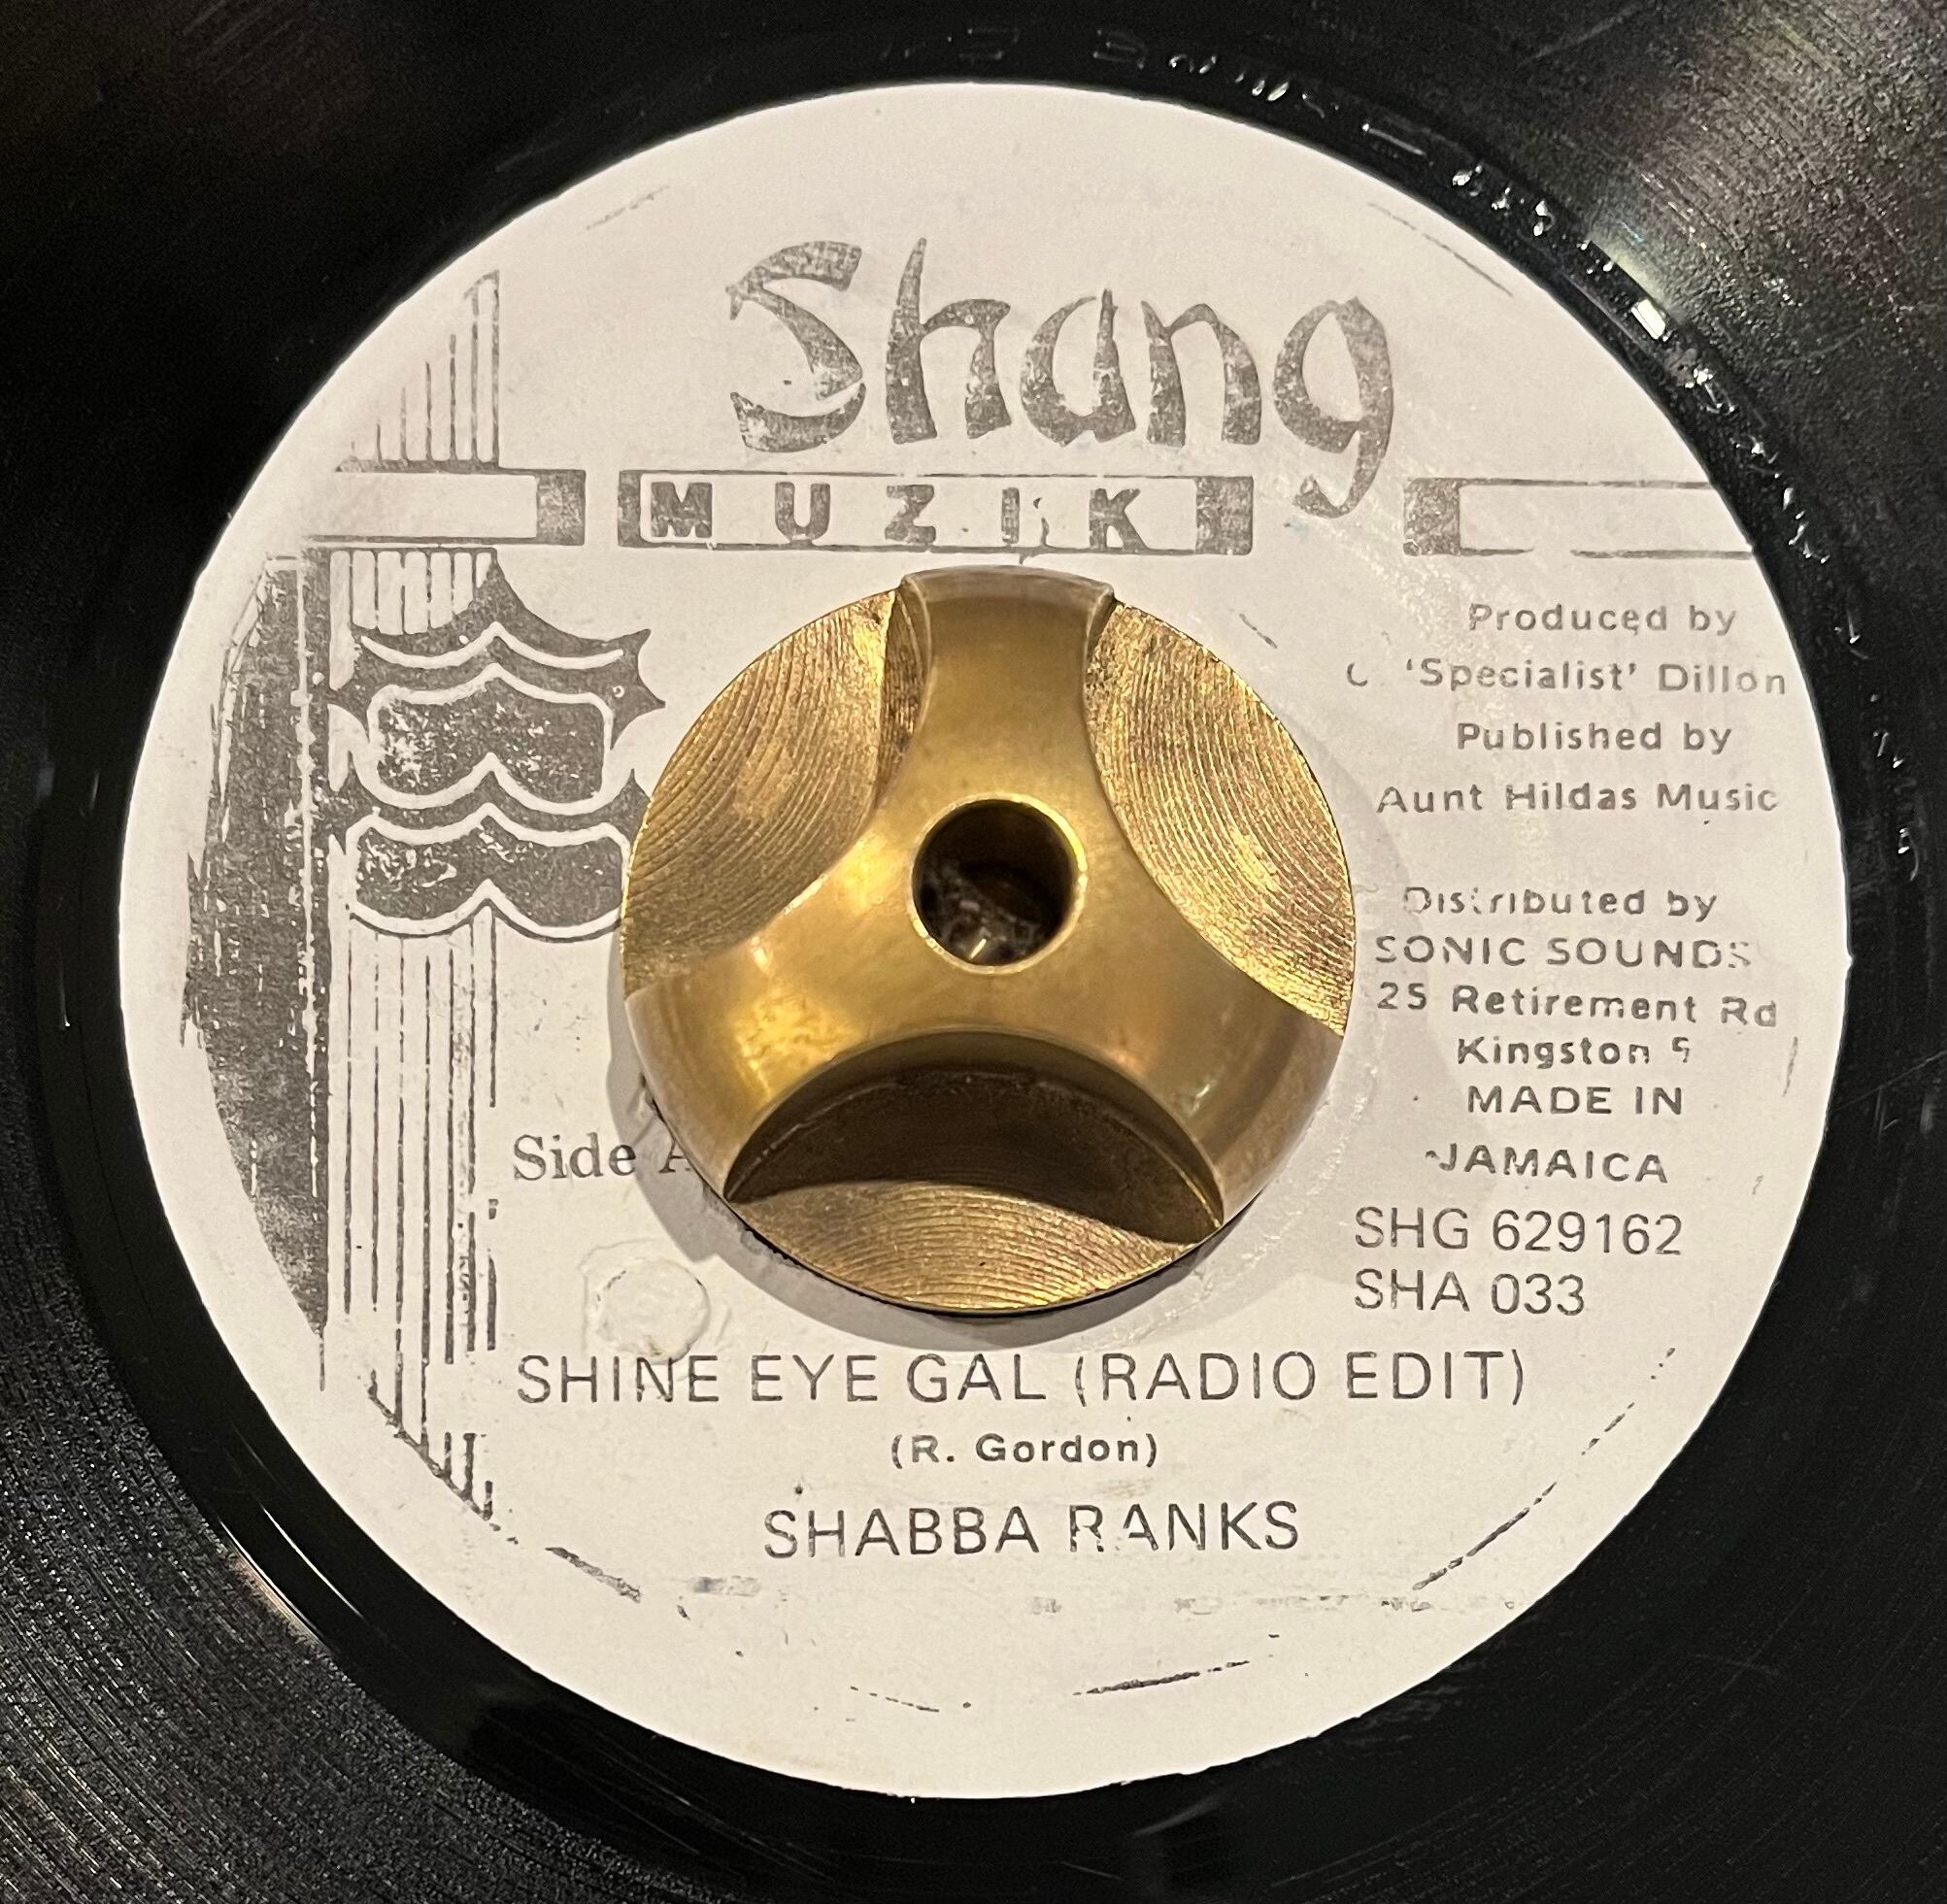 Shang
MUZIK
Produced by
'Specialist' Dillon
Published by
Aunt Hildas Music
Distributed by
SONIC SOUNDS
25 Retirement Rd
Kingston
MADE IN
JAMAICA
SHG 629162
SHA 033
Side A
SHINE EYE GAL (RADIO EDIT)
(R. Gordon)
SHABBA RANKS